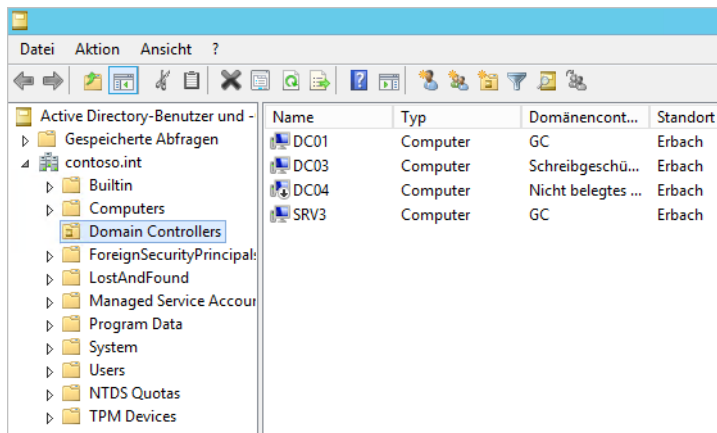 Datei Aktion Ansicht ?
Active Directory-Benutzer und -
Gespeicherte Abfragen
contoso.int
Builtin
Computers
Domain Controllers
ForeignSecurityPrincipals
LostAndFound
Managed Service Accour
Program Data
System
Users
NTDS Quotas
TPM Devices
Name Typ Domänencont... Standort
DC01 Computer GC Erbach
DC03 Computer Schreibgeschü... Erbach
DC04 Computer Nicht belegtes ... Erbach
SRV3 Computer GC Erbach